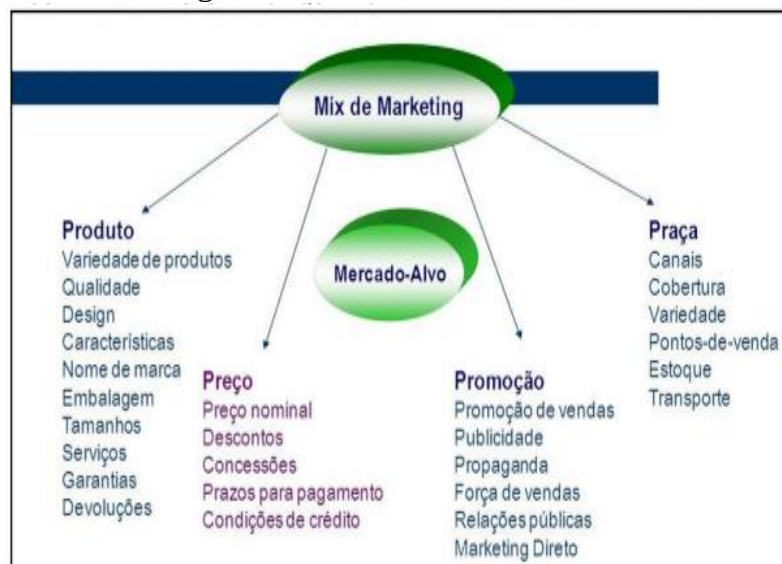 Mix de Marketing
Mercado-Alvo
Produto
Variedade de produtos
Qualidade
Design
Características
Nome de marca
Embalagem
Tamanhos
Serviços
Garantias
Devoluções
Preço
Preço nominal
Descontos
Concessões
Prazos para pagamento
Condições de crédito
Promoção
Promoção de vendas
Publicidade
Propaganda
Força de vendas
Relações públicas
Marketing Direto
Praça
Canais
Cobertura
Variedade
Pontos-de-venda
Estoque
Transporte